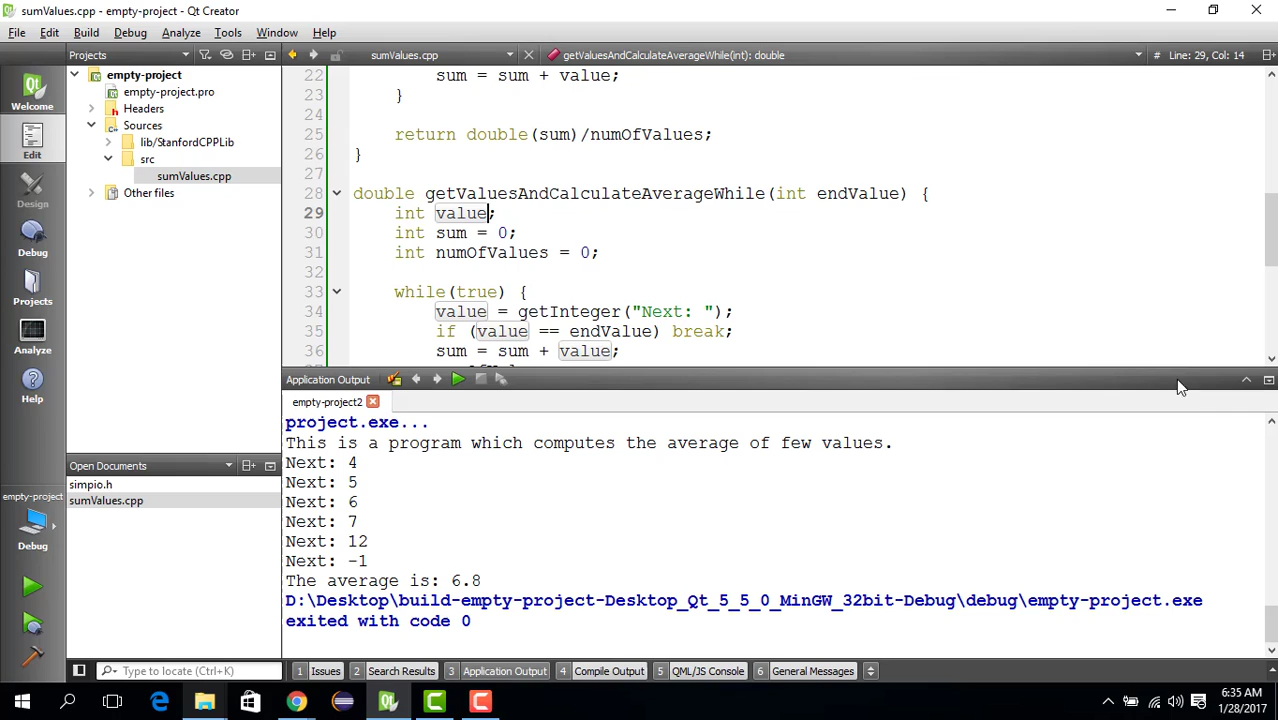 sumValues.cpp - empty-project - Qt Creator
File Edit Build Debug Analyze Tools Window Help
Projects sumValues.cpp getValuesAndCalculateAverageWhile(int): double # Line: 29, Col: 14
Welcome
Edit
Design
Debug
Projects
Analyze
Help
empty-project
Debug
empty-project
empty-project.pro
Headers
Sources
lib/StanfordCPPLib
src
sumValues.cpp
Other files
Open Documents
simpio.h
sumValues.cpp
22 sum = sum + value;
23 }
24
25 return double(sum)/numOfValues;
26 }
27
28 double getValuesAndCalculateAverageWhile(int endValue) {
29 int value;
30 int sum = 0;
31 int numOfValues = 0;
32
33 while(true) {
34 value = getInteger("Next: ");
35 if (value == endValue) break;
36 sum = sum + value;
Application Output
empty-project2
project.exe...
This is a program which computes the average of few values.
Next: 4
Next: 5
Next: 6
Next: 7
Next: 12
Next: -1
The average is: 6.8
D:\Desktop\build-empty-project-Desktop_Qt_5_5_0_MinGW_32bit-Debug\debug\empty-project.exe
exited with code 0
Type to locate (Ctrl+K) 1 Issues 2 Search Results 3 Application Output 4 Compile Output 5 QML/JS Console 6 General Messages
6:35 AM
1/28/2017